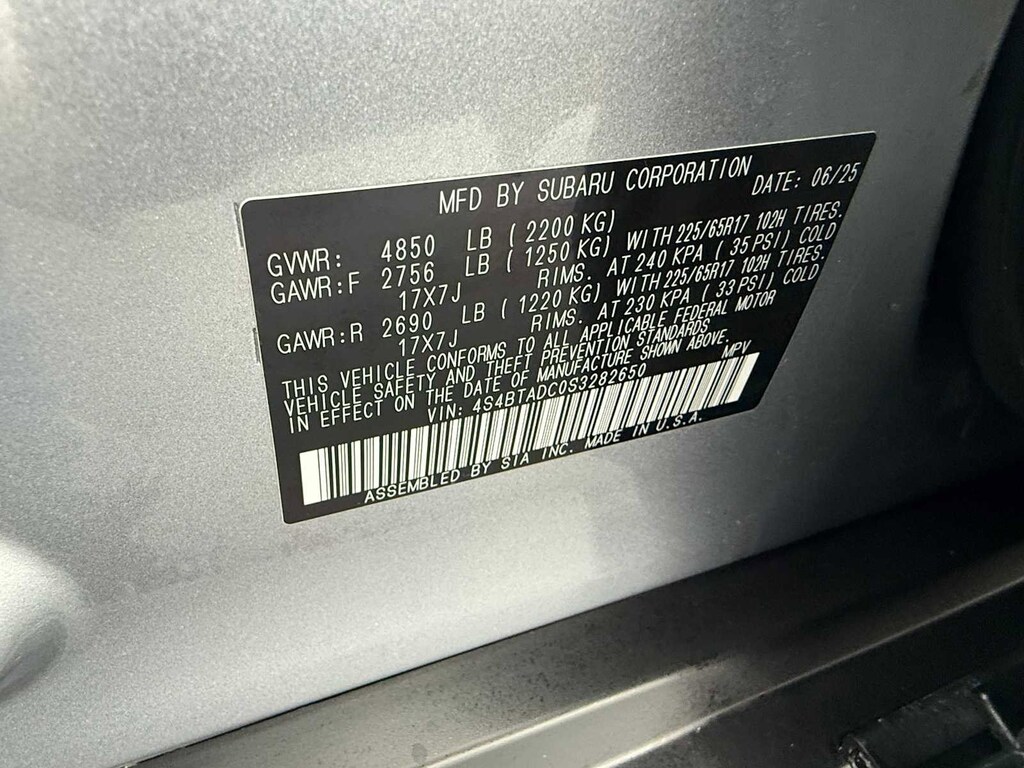 MFD BY SUBARU CORPORATION DATE: 06/25
GVWR: 4850 LB ( 2200 KG)
GAWR:F 2756 LB ( 1250 KG) WITH 225/65R17 102H TIRES.
17X7J RIMS. AT 240 KPA ( 35 PSI) COLD
GAWR:R 2690 LB ( 1220 KG) WITH 225/65R17 102H TIRES.
17X7J RIMS. AT 230 KPA ( 33 PSI) COLD
THIS VEHICLE CONFORMS TO ALL APPLICABLE FEDERAL MOTOR
VEHICLE SAFETY AND THEFT PREVENTION STANDARDS
IN EFFECT ON THE DATE OF MANUFACTURE SHOWN ABOVE.
VIN: 4S4BTADC0S3282650 MPV
ASSEMBLED BY SIA INC. MADE IN U.S.A.